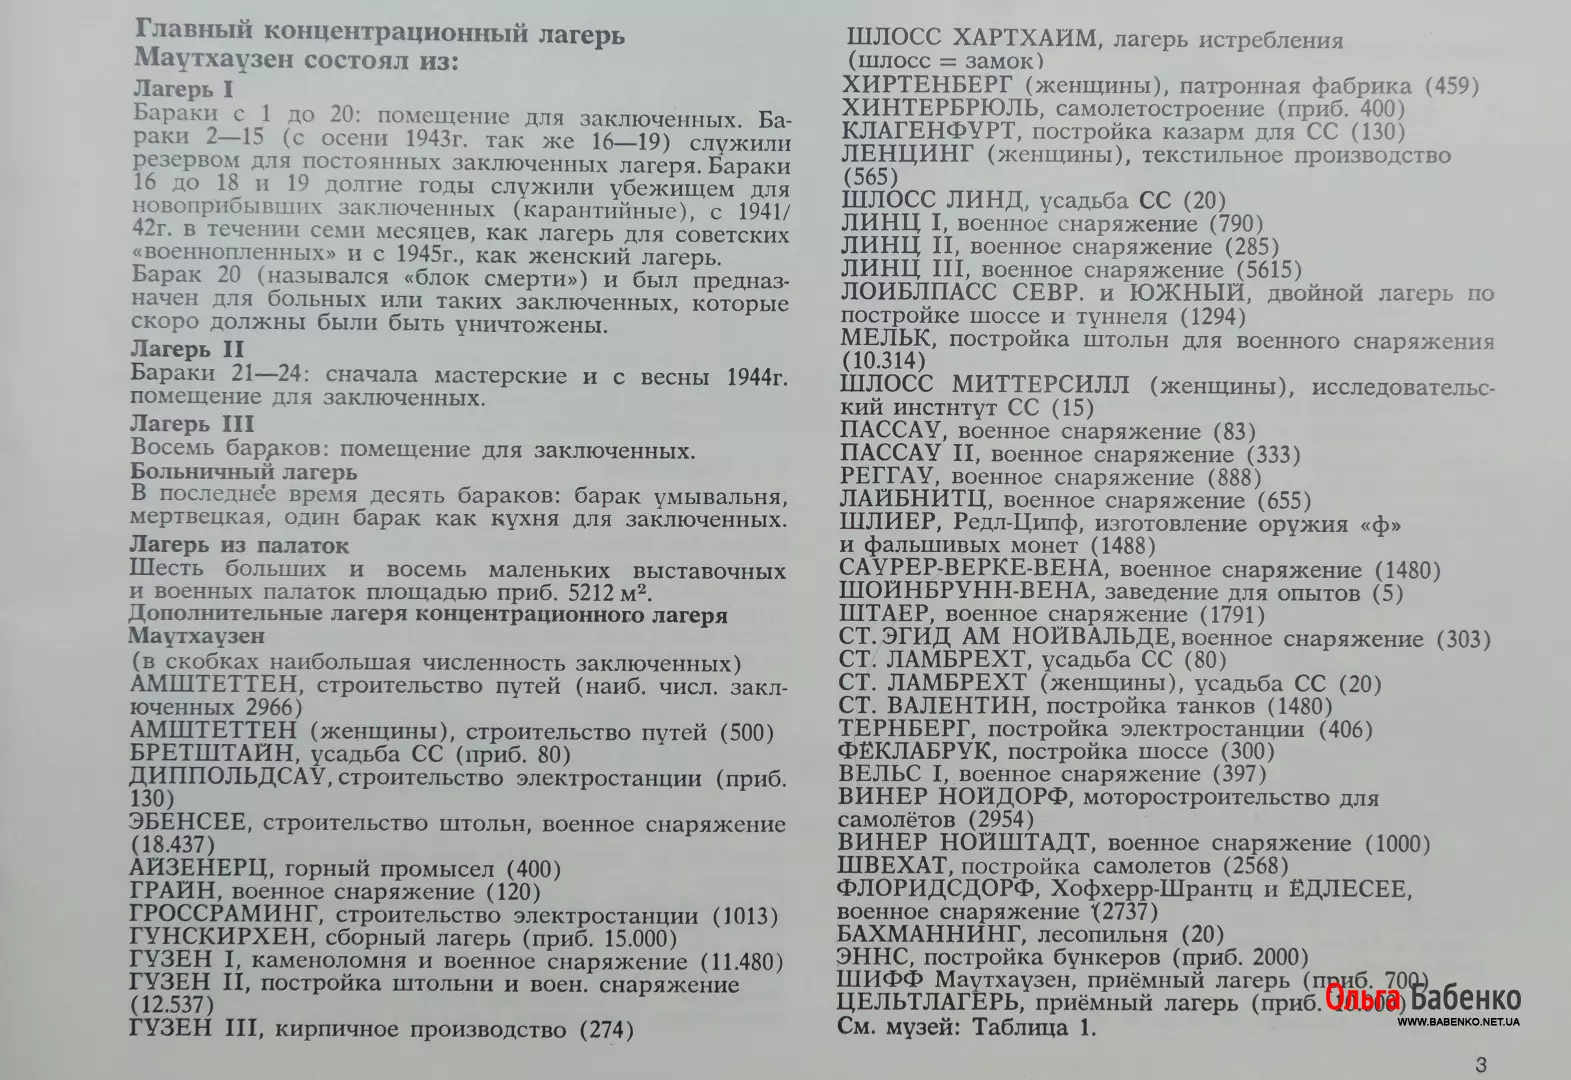 Главный концентрационный лагерь
Маутхаузен состоял из:
Лагерь I
Бараки с 1 до 20: помещение для заключенных. Ба-
раки 2—15 (с осени 1943г. так же 16—19) служили
резервом для постоянных заключенных лагеря. Бараки
16 до 18 и 19 долгие годы служили убежищем для
новоприбывших заключенных (карантийные), с 1941/
42г. в течении семи месяцев, как лагерь для советских
«военнопленных» и с 1945г., как женский лагерь.
Барак 20 (назывался «блок смерти») и был предназ-
начен для больных или таких заключенных, которые
скоро должны были быть уничтожены.
Лагерь II
Бараки 21—24: сначала мастерские и с весны 1944г.
помещение для заключенных.
Лагерь III
Восемь бараков: помещение для заключенных.
Больничный лагерь
В последнее время десять бараков: барак умывальня,
мертвецкая, один барак как кухня для заключенных.
Лагерь из палаток
Шесть больших и восемь маленьких выставочных
и военных палаток площадью приб. 5212 м².
Дополнительные лагеря концентрационного лагеря
Маутхаузен
(в скобках наибольшая численность заключенных)
АМШТЕТТЕН, строительство путей (наиб. числ. закл-
юченных 2966)
АМШТЕТТЕН (женщины), строительство путей (500)
БРЕТШТАЙН, усадьба СС (приб. 80)
ДИППОЛЬДСАУ, строительство электростанции (приб.
130)
ЭБЕНСЕЕ, строительство штольн, военное снаряжение
(18.437)
АЙЗЕНЕРЦ, горный промысел (400)
ГРАЙН, военное снаряжение (120)
ГРОССРАМИНГ, строительство электростанции (1013)
ГУНСКИРХЕН, сборный лагерь (приб. 15.000)
ГУЗЕН I, каменоломня и военное снаряжение (11.480)
ГУЗЕН II, постройка штольни и воен. снаряжение
(12.537)
ГУЗЕН III, кирпичное производство (274)
ШЛОСС ХАРТХАЙМ, лагерь истребления
(шлосс = замок)
ХИРТЕНБЕРГ (женщины), патронная фабрика (459)
ХИНТЕРБРЮЛЬ, самолетостроение (приб. 400)
КЛАГЕНФУРТ, постройка казарм для СС (130)
ЛЕНЦИНГ (женщины), текстильное производство
(565)
ШЛОСС ЛИНД, усадьба СС (20)
ЛИНЦ I, военное снаряжение (790)
ЛИНЦ II, военное снаряжение (285)
ЛИНЦ III, военное снаряжение (5615)
ЛОИБЛПАСС СЕВР. и ЮЖНЫЙ, двойной лагерь по
постройке шоссе и туннеля (1294)
МЕЛЬК, постройка штольн для военного снаряжения
(10.314)
ШЛОСС МИТТЕРСИЛЛ (женщины), исследовательс-
кий инстнтут СС (15)
ПАССАУ, военное снаряжение (83)
ПАССАУ II, военное снаряжение (333)
РЕГГАУ, военное снаряжение (888)
ЛАЙБНИТЦ, военное снаряжение (655)
ШЛИЕР, Редл-Ципф, изготовление оружия «ф»
и фальшивых монет (1488)
САУРЕР-ВЕРКЕ-ВЕНА, военное снаряжение (1480)
ШОЙНБРУНН-ВЕНА, заведение для опытов (5)
ШТАЕР, военное снаряжение (1791)
СТ. ЭГИД АМ НОЙВАЛЬДЕ, военное снаряжение (303)
СТ. ЛАМБРЕХТ, усадьба СС (80)
СТ. ЛАМБРЕХТ (женщины), усадьба СС (20)
СТ. ВАЛЕНТИН, постройка танков (1480)
ТЕРНБЕРГ, постройка электростанции (406)
ФЁКЛАБРУК, постройка шоссе (300)
ВЕЛЬС I, военное снаряжение (397)
ВИНЕР НОЙДОРФ, моторостроительство для
самолётов (2954)
ВИНЕР НОЙШТАДТ, военное снаряжение (1000)
ШВЕХАТ, постройка самолетов (2568)
ФЛОРИДСДОРФ, Хофхерр-Шрантц и ЁДЛЕСЕЕ,
военное снаряжение (2737)
БАХМАННИНГ, лесопильня (20)
ЭННС, постройка бункеров (приб. 2000)
ШИФФ Маутхаузен, приёмный лагерь (приб. 700)
ЦЕЛЬТЛАГЕРЬ, приёмный лагерь (приб.
См. музей: Таблица 1.
3
Ольга Бабенко
WWW.BABENKO.NET.UA